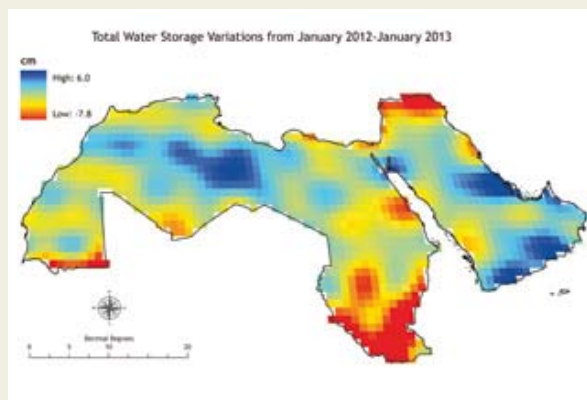 Total Water Storage Variations from January 2012-January 2013
cm
High: 6.0
Low: -7.8
Decimal Degrees
0 5 10 20